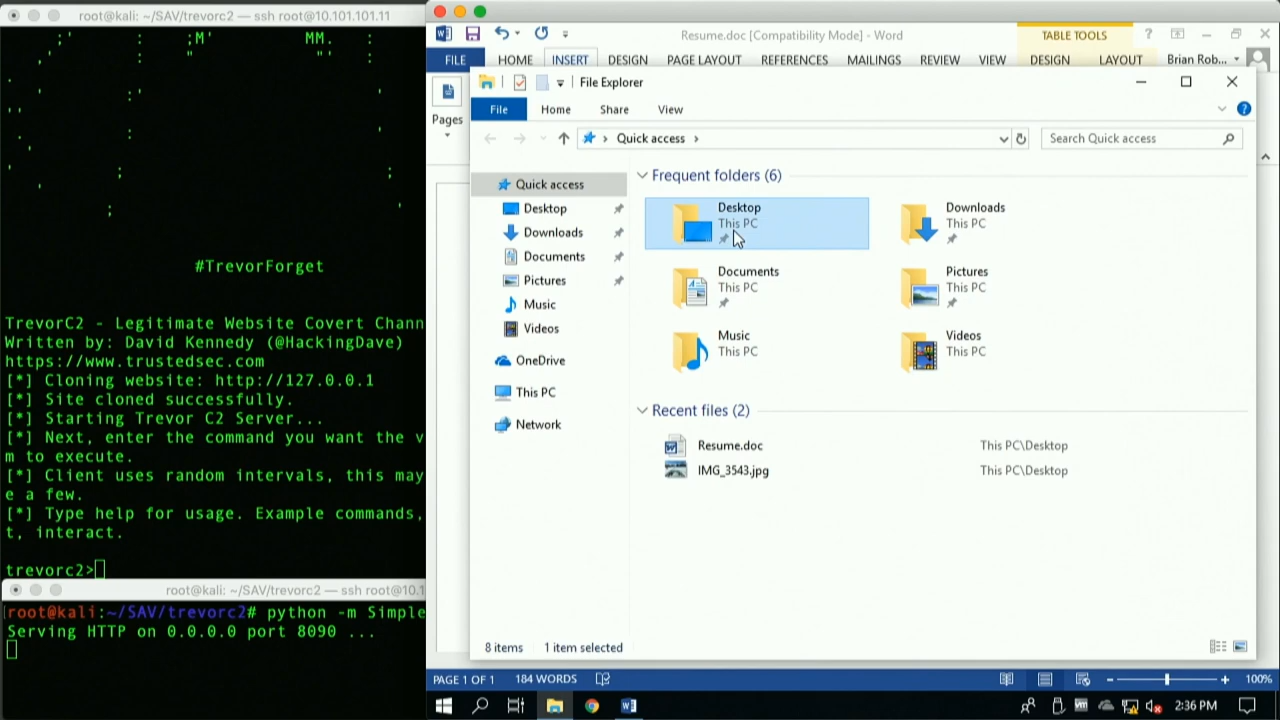 root@kali: ~/SAV/trevorc2 — ssh root@10.101.101.11
#TrevorForget
TrevorC2 - Legitimate Website Covert Chann
Written by: David Kennedy (@HackingDave)
https://www.trustedsec.com
[*] Cloning website: http://127.0.0.1
[*] Site cloned successfully.
[*] Starting Trevor C2 Server...
[*] Next, enter the command you want the v
m to execute.
[*] Client uses random intervals, this may
e a few.
[*] Type help for usage. Example commands,
t, interact.
trevorc2>
root@kali: ~/SAV/trevorc2 — ssh root@10.1
root@kali:~/SAV/trevorc2# python -m Simple
Serving HTTP on 0.0.0.0 port 8090 ...
Resume.doc [Compatibility Mode] - Word
TABLE TOOLS
FILE HOME INSERT DESIGN PAGE LAYOUT REFERENCES MAILINGS REVIEW VIEW DESIGN LAYOUT Brian Rob...
Pages
File Explorer
File Home Share View
Quick access
Search Quick access
Quick access
Desktop
Downloads
Documents
Pictures
Music
Videos
OneDrive
This PC
Network
Frequent folders (6)
Desktop
This PC
Downloads
This PC
Documents
This PC
Pictures
This PC
Music
This PC
Videos
This PC
Recent files (2)
Resume.doc This PC\Desktop
IMG_3543.jpg This PC\Desktop
8 items 1 item selected
PAGE 1 OF 1 184 WORDS 100%
2:36 PM